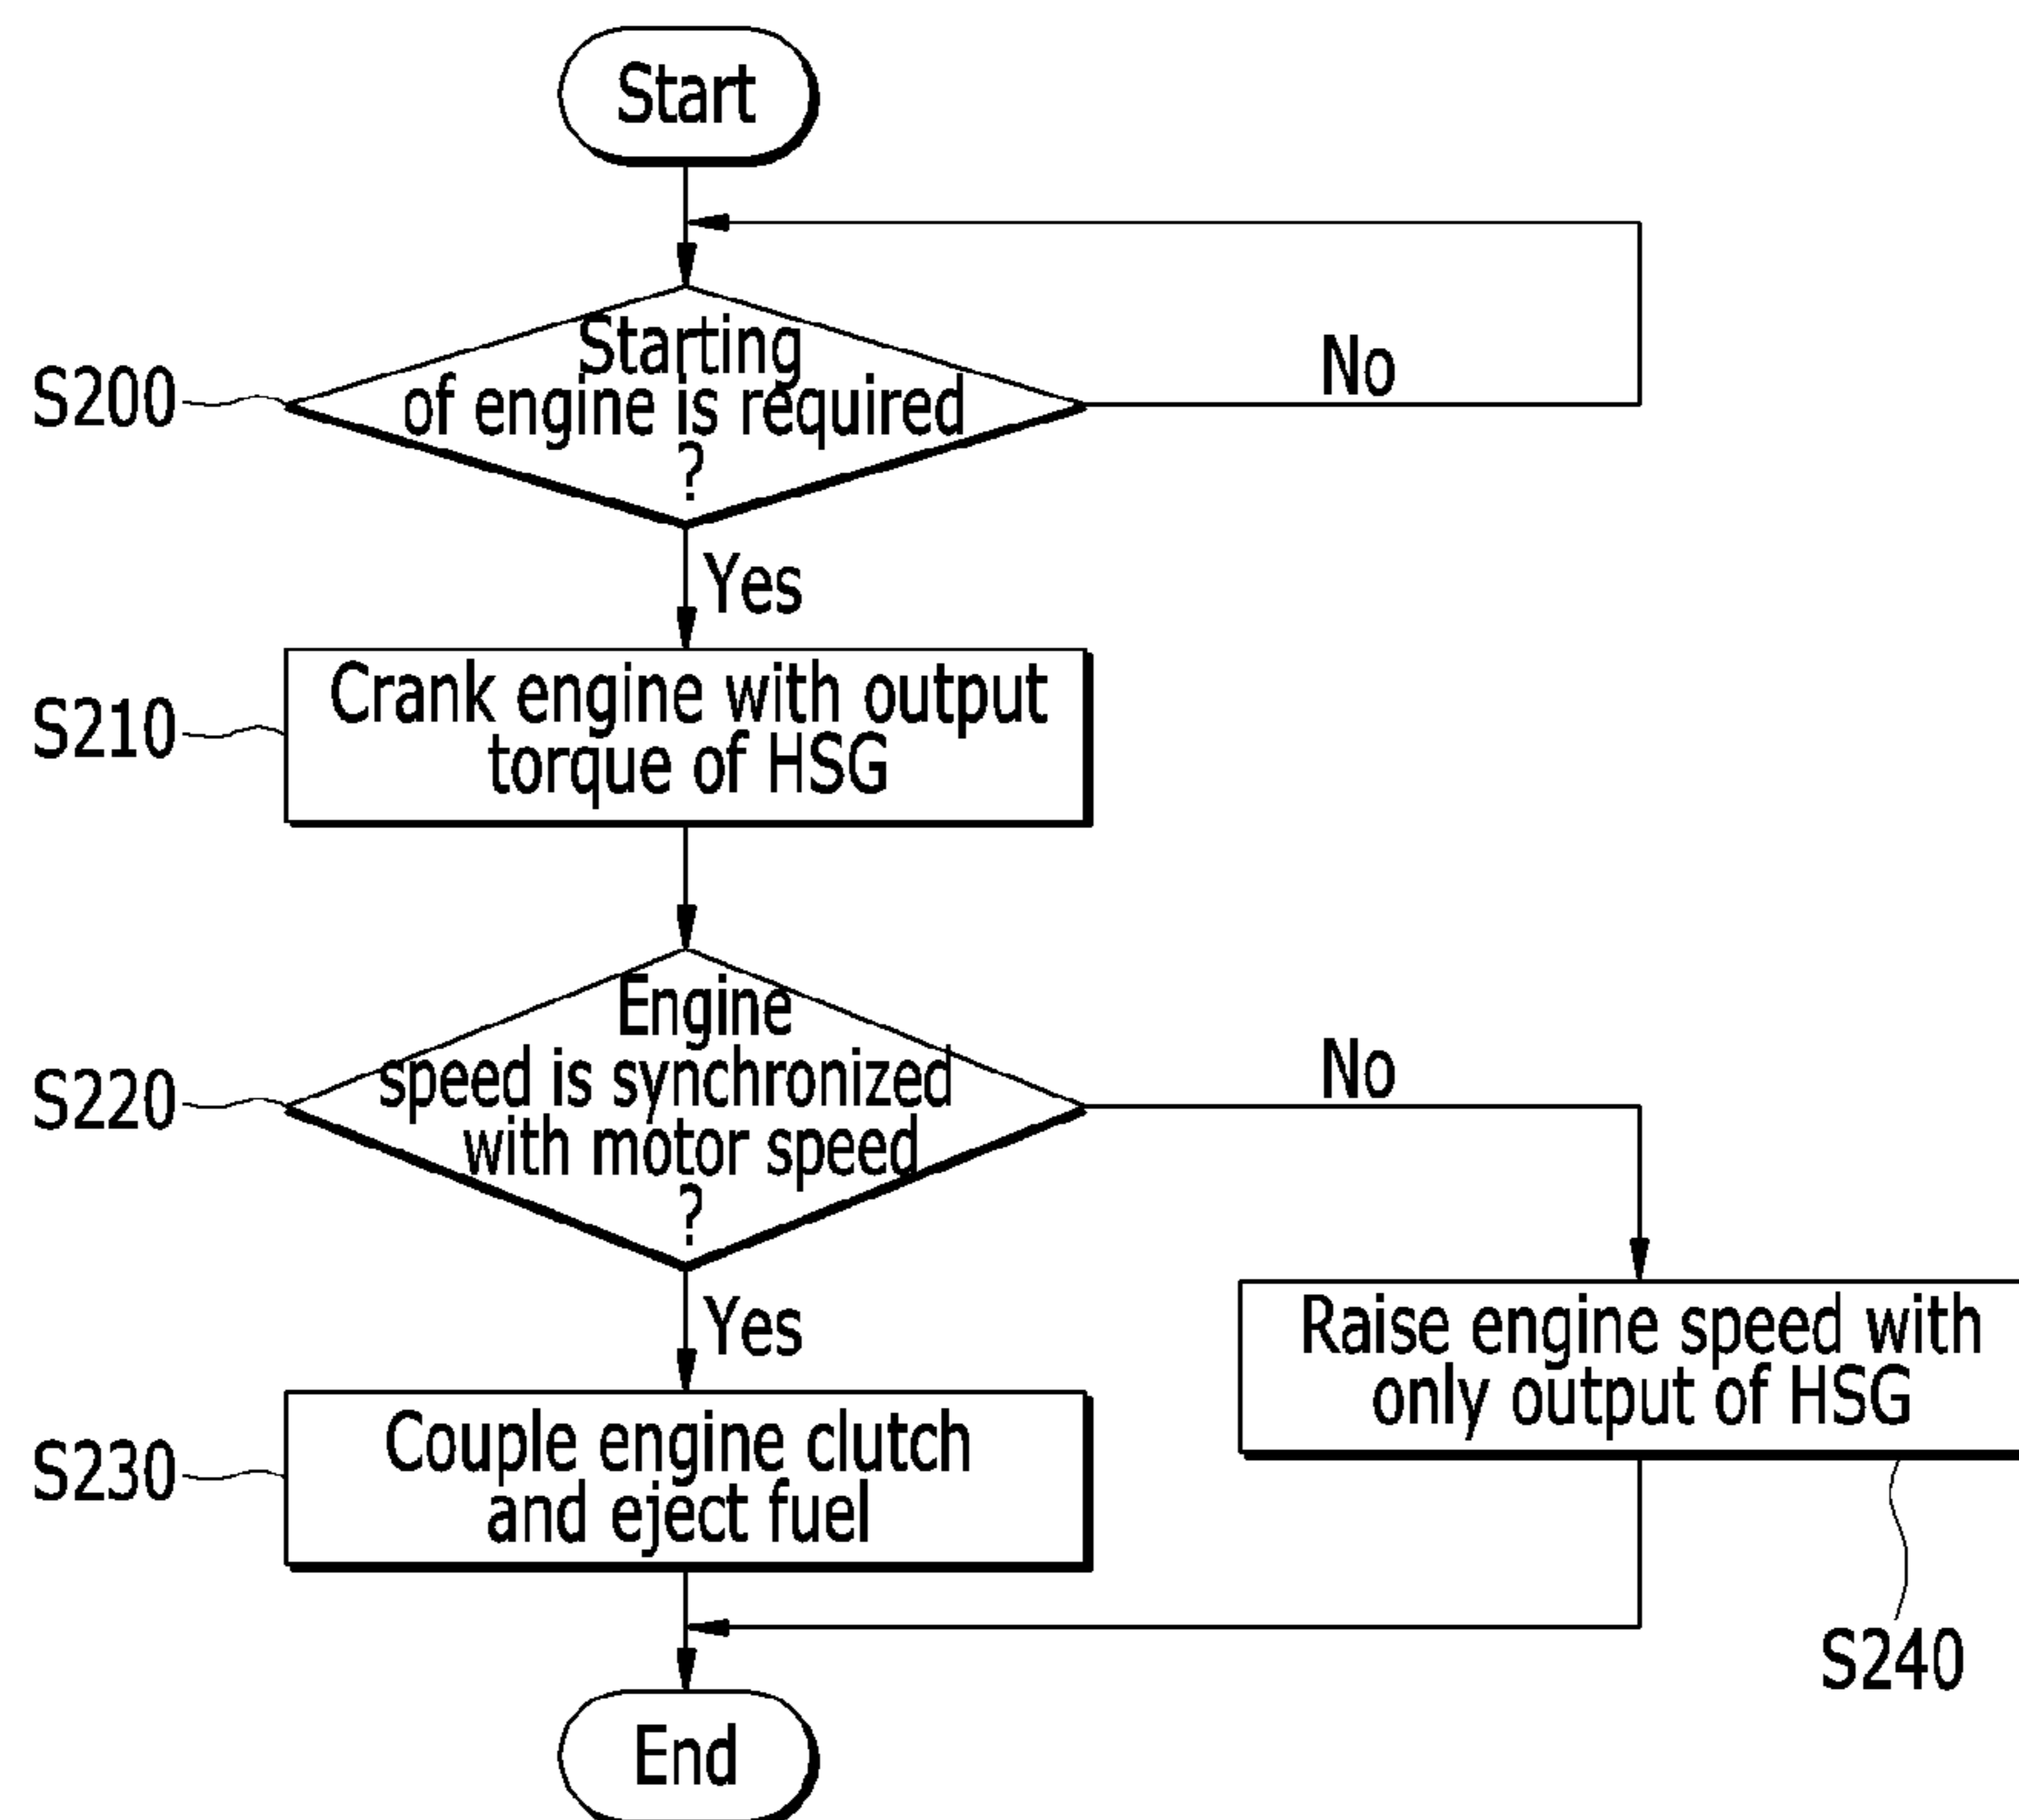 Start
Starting
of engine is required
?
S200
No
Yes
Crank engine with output
torque of HSG
S210
Engine
speed is synchronized
with motor speed
?
S220
No
Yes
Raise engine speed with
only output of HSG
Couple engine clutch
and eject fuel
S230
S240
End